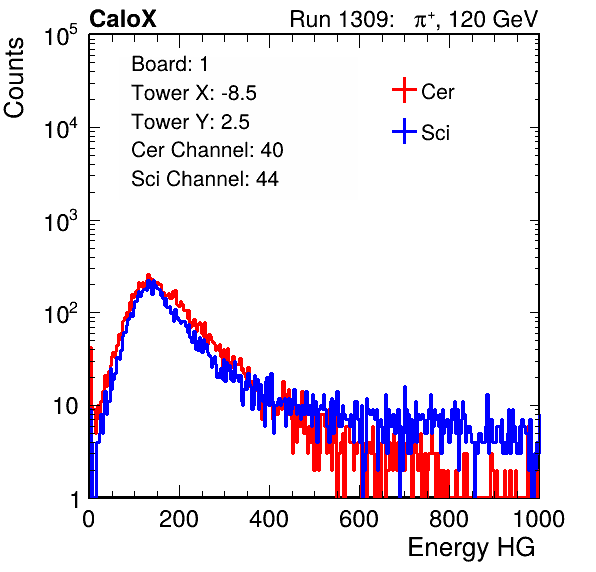 CaloX Run 1309: π⁺, 120 GeV
Counts
Board: 1
Tower X: -8.5
Tower Y: 2.5
Cer Channel: 40
Sci Channel: 44
Cer
Sci
10⁵
10⁴
10³
10²
10
1
0 200 400 600 800 1000
Energy HG